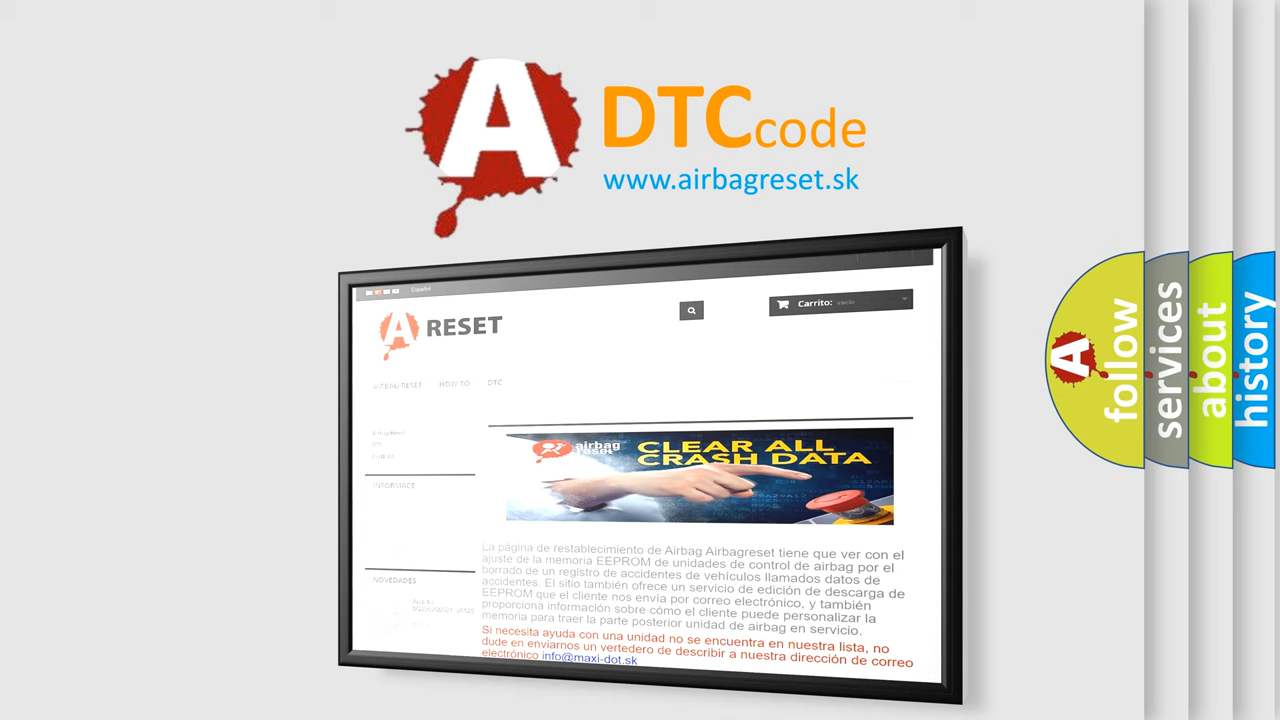 A DTC code
www.airbagreset.sk
Español
A RESET
Carrito: vacío
AIRBAG RESET HOW TO DTC
INFORMACE
NOVEDADES
airbag
reset
CLEAR ALL
CRASH DATA
La página de restablecimiento de Airbag Airbagreset tiene que ver con el
ajuste de la memoria EEPROM de unidades de control de airbag por el
borrado de un registro de accidentes de vehículos llamados datos de
accidentes. El sitio también ofrece un servicio de edición de descarga de
EEPROM que el cliente nos envía por correo electrónico, y también
proporciona información sobre cómo el cliente puede personalizar la
memoria para traer la parte posterior unidad de airbag en servicio.
Si necesita ayuda con una unidad no se encuentra en nuestra lista, no
dude en enviarnos un vertedero de describir a nuestra dirección de correo
electrónico info@maxi-dot.sk
A
follow
services
about
history